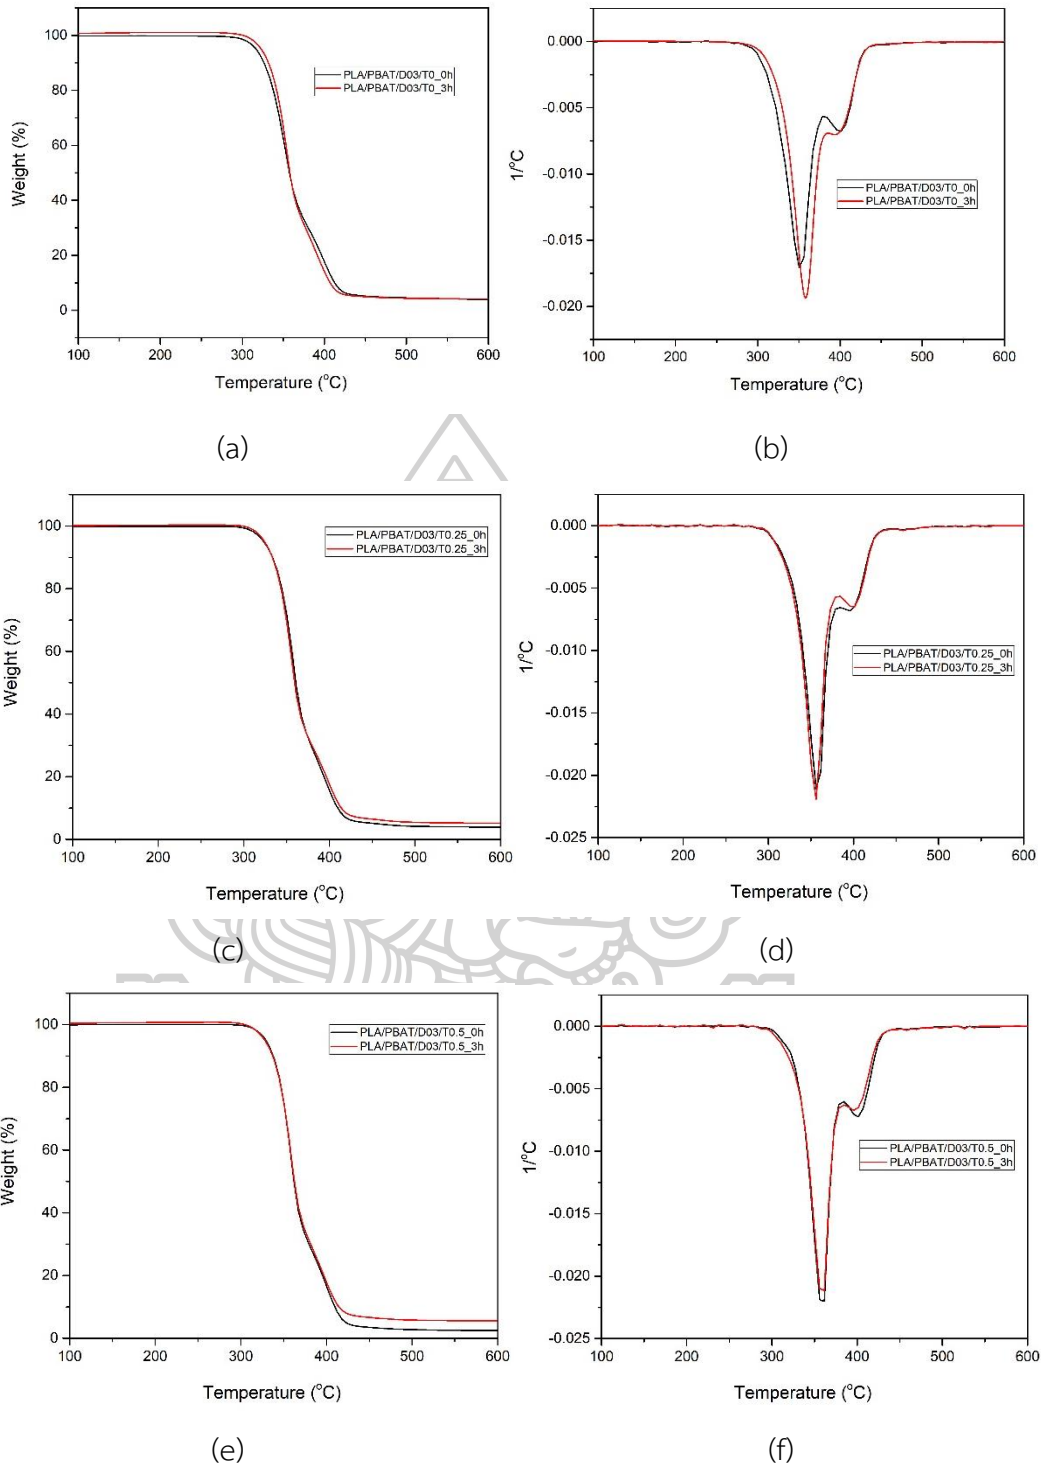 100
80
60
40
20
0
Weight (%)
PLA/PBAT/D03/T0_0h
PLA/PBAT/D03/T0_3h
100 200 300 400 500 600
Temperature (°C)
(a)
0.000
-0.005
-0.010
-0.015
-0.020
1/°C
PLA/PBAT/D03/T0_0h
PLA/PBAT/D03/T0_3h
100 200 300 400 500 600
Temperature (°C)
(b)
100
80
60
40
20
0
Weight (%)
PLA/PBAT/D03/T0.25_0h
PLA/PBAT/D03/T0.25_3h
100 200 300 400 500 600
Temperature (°C)
(c)
0.000
-0.005
-0.010
-0.015
-0.020
-0.025
1/°C
PLA/PBAT/D03/T0.25_0h
PLA/PBAT/D03/T0.25_3h
100 200 300 400 500 600
Temperature (°C)
(d)
100
80
60
40
20
0
Weight (%)
PLA/PBAT/D03/T0.5_0h
PLA/PBAT/D03/T0.5_3h
100 200 300 400 500 600
Temperature (°C)
(e)
0.000
-0.005
-0.010
-0.015
-0.020
-0.025
1/°C
PLA/PBAT/D03/T0.5_0h
PLA/PBAT/D03/T0.5_3h
100 200 300 400 500 600
Temperature (°C)
(f)